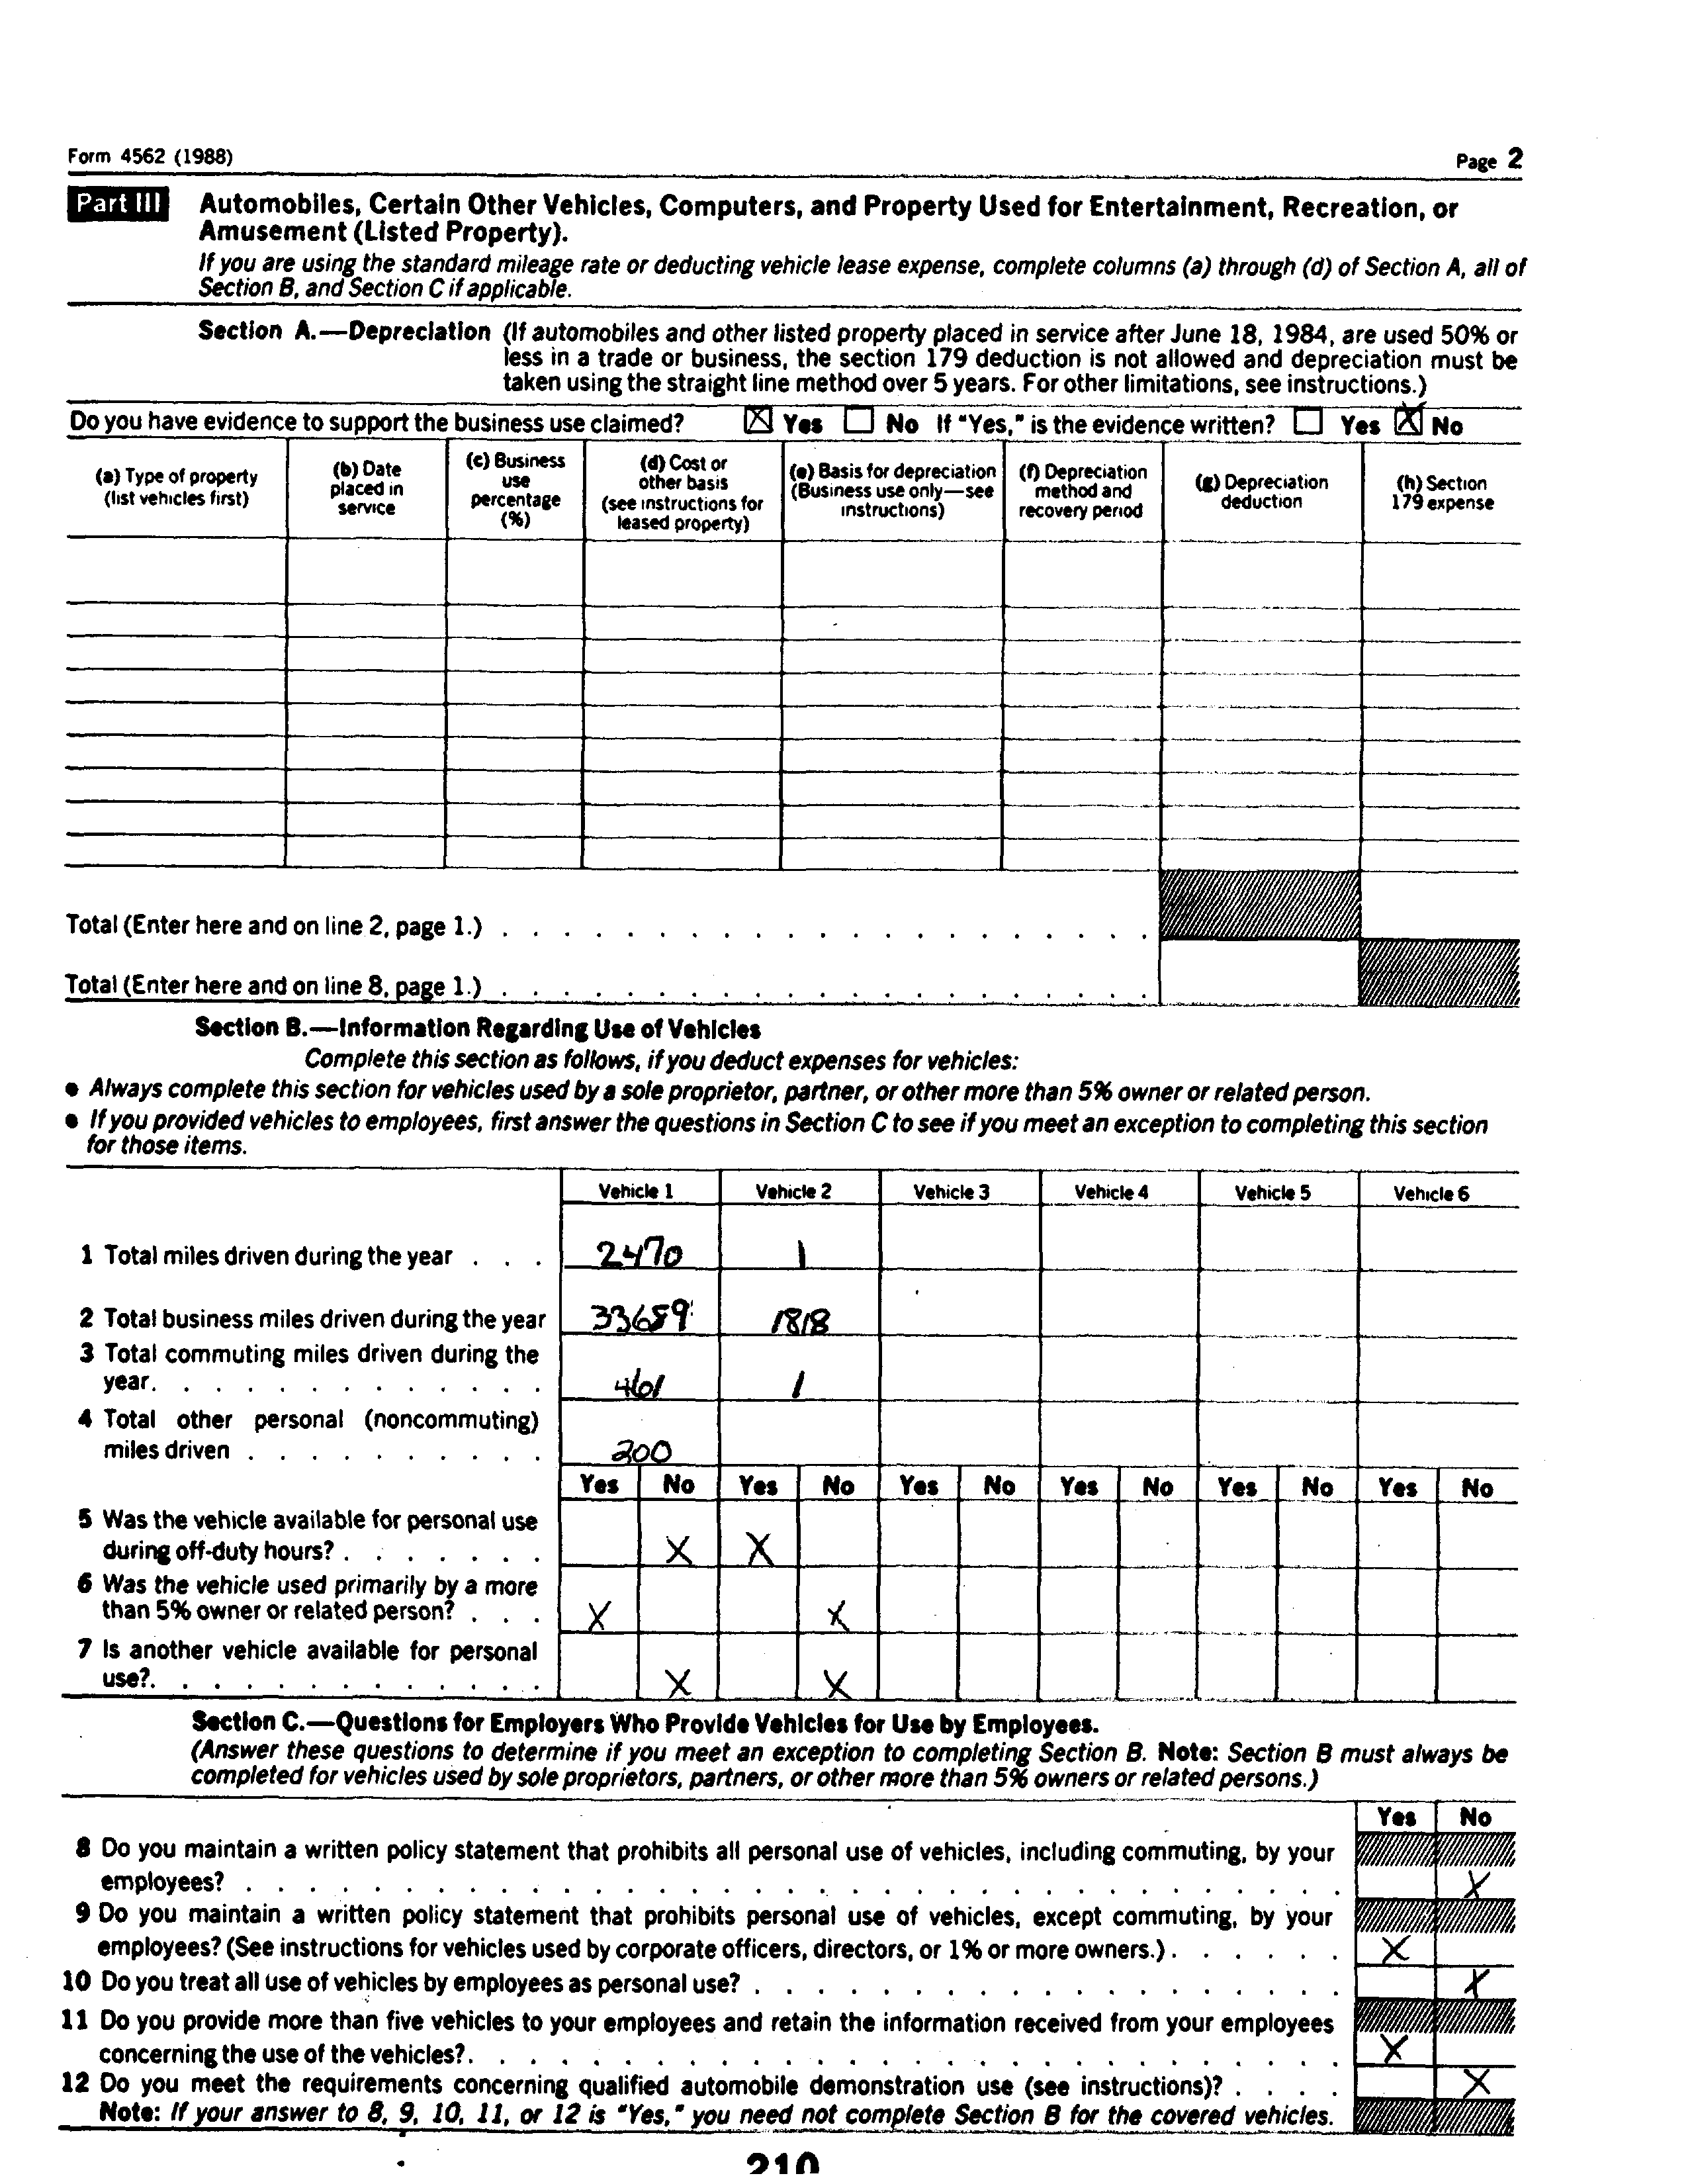 Form 4562 (1988)
Page 2
Part III Automobiles, Certain Other Vehicles, Computers, and Property Used for Entertainment, Recreation, or
Amusement (Listed Property).
If you are using the standard mileage rate or deducting vehicle lease expense, complete columns (a) through (d) of Section A, all of
Section B, and Section C if applicable.
Section A.—Depreciation (If automobiles and other listed property placed in service after June 18, 1984, are used 50% or
less in a trade or business, the section 179 deduction is not allowed and depreciation must be
taken using the straight line method over 5 years. For other limitations, see instructions.)
Do you have evidence to support the business use claimed? ☒ Yes ☐ No If "Yes," is the evidence written? ☐ Yes ☒ No
(a) Type of property
(list vehicles first)
(b) Date
placed in
service
(c) Business
use
percentage
(%)
(d) Cost or
other basis
(see instructions for
leased property)
(e) Basis for depreciation
(Business use only—see
instructions)
(f) Depreciation
method and
recovery period
(g) Depreciation
deduction
(h) Section
179 expense
Total (Enter here and on line 2, page 1.) . . . . . . . . . . . . . . . . . . . . .
Total (Enter here and on line 8, page 1.) . . . . . . . . . . . . . . . . . . . . .
Section B.—Information Regarding Use of Vehicles
Complete this section as follows, if you deduct expenses for vehicles:
• Always complete this section for vehicles used by a sole proprietor, partner, or other more than 5% owner or related person.
• If you provided vehicles to employees, first answer the questions in Section C to see if you meet an exception to completing this section
for those items.
Vehicle 1 Vehicle 2 Vehicle 3 Vehicle 4 Vehicle 5 Vehicle 6
1 Total miles driven during the year . . . 2470 1
2 Total business miles driven during the year 33659 1818
3 Total commuting miles driven during the
year. . . . . . . . . . . . . . 461 1
4 Total other personal (noncommuting)
miles driven . . . . . . . . . . 200
Yes No Yes No Yes No Yes No Yes No Yes No
5 Was the vehicle available for personal use
during off-duty hours? . . . . . . . X X
6 Was the vehicle used primarily by a more
than 5% owner or related person? . . . X X
7 Is another vehicle available for personal
use?. . . . . . . . . . . . . X X
Section C.—Questions for Employers Who Provide Vehicles for Use by Employees.
(Answer these questions to determine if you meet an exception to completing Section B. Note: Section B must always be
completed for vehicles used by sole proprietors, partners, or other more than 5% owners or related persons.)
Yes No
8 Do you maintain a written policy statement that prohibits all personal use of vehicles, including commuting, by your
employees? . . . . . . . . . . . . . . . . . . . . . . . . . . . . . . . . . . . X
9 Do you maintain a written policy statement that prohibits personal use of vehicles, except commuting, by your
employees? (See instructions for vehicles used by corporate officers, directors, or 1% or more owners.) . . . . . . X
10 Do you treat all use of vehicles by employees as personal use? . . . . . . . . . . . . . . . . . . . X
11 Do you provide more than five vehicles to your employees and retain the information received from your employees
concerning the use of the vehicles?. . . . . . . . . . . . . . . . . . . . . . . . . . . . X
12 Do you meet the requirements concerning qualified automobile demonstration use (see instructions)? . . . . X
Note: If your answer to 8, 9, 10, 11, or 12 is "Yes," you need not complete Section B for the covered vehicles.
210